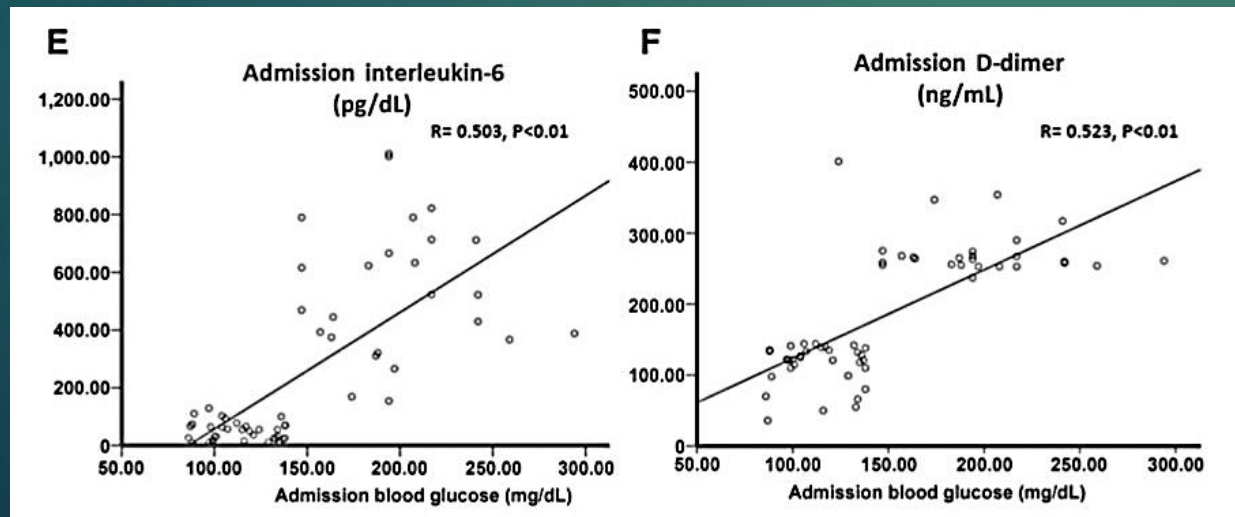 E
Admission interleukin-6
(pg/dL)
R= 0.503, P<0.01
1,200.00
1,000.00
800.00
600.00
400.00
200.00
0
50.00 100.00 150.00 200.00 250.00 300.00
Admission blood glucose (mg/dL)
F
Admission D-dimer
(ng/mL)
R= 0.523, P<0.01
500.00
400.00
300.00
200.00
100.00
0
50.00 100.00 150.00 200.00 250.00 300.00
Admission blood glucose (mg/dL)